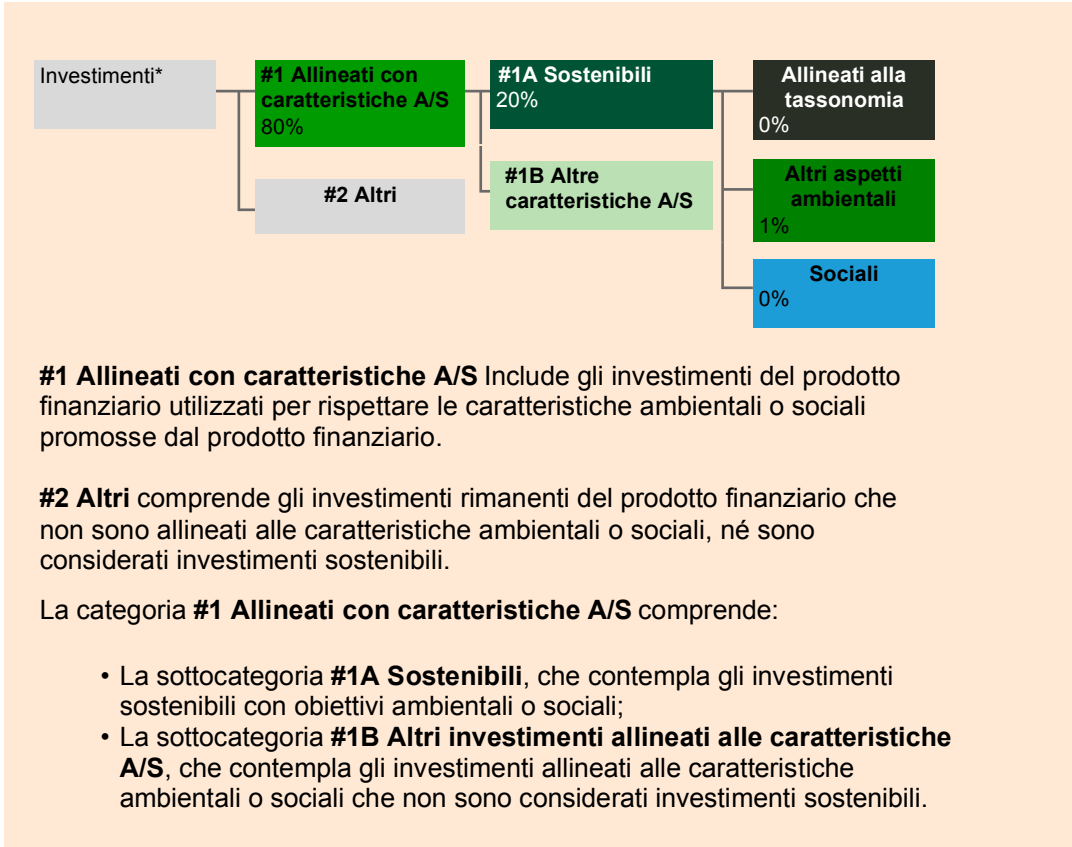 Investimenti*
#1 Allineati con
caratteristiche A/S
80%
#2 Altri
#1A Sostenibili
20%
#1B Altre
caratteristiche A/S
Allineati alla
tassonomia
0%
Altri aspetti
ambientali
1%
Sociali
0%
#1 Allineati con caratteristiche A/S Include gli investimenti del prodotto
finanziario utilizzati per rispettare le caratteristiche ambientali o sociali
promosse dal prodotto finanziario.
#2 Altri comprende gli investimenti rimanenti del prodotto finanziario che
non sono allineati alle caratteristiche ambientali o sociali, né sono
considerati investimenti sostenibili.
La categoria #1 Allineati con caratteristiche A/S comprende:
• La sottocategoria #1A Sostenibili, che contempla gli investimenti
sostenibili con obiettivi ambientali o sociali;
• La sottocategoria #1B Altri investimenti allineati alle caratteristiche
A/S, che contempla gli investimenti allineati alle caratteristiche
ambientali o sociali che non sono considerati investimenti sostenibili.